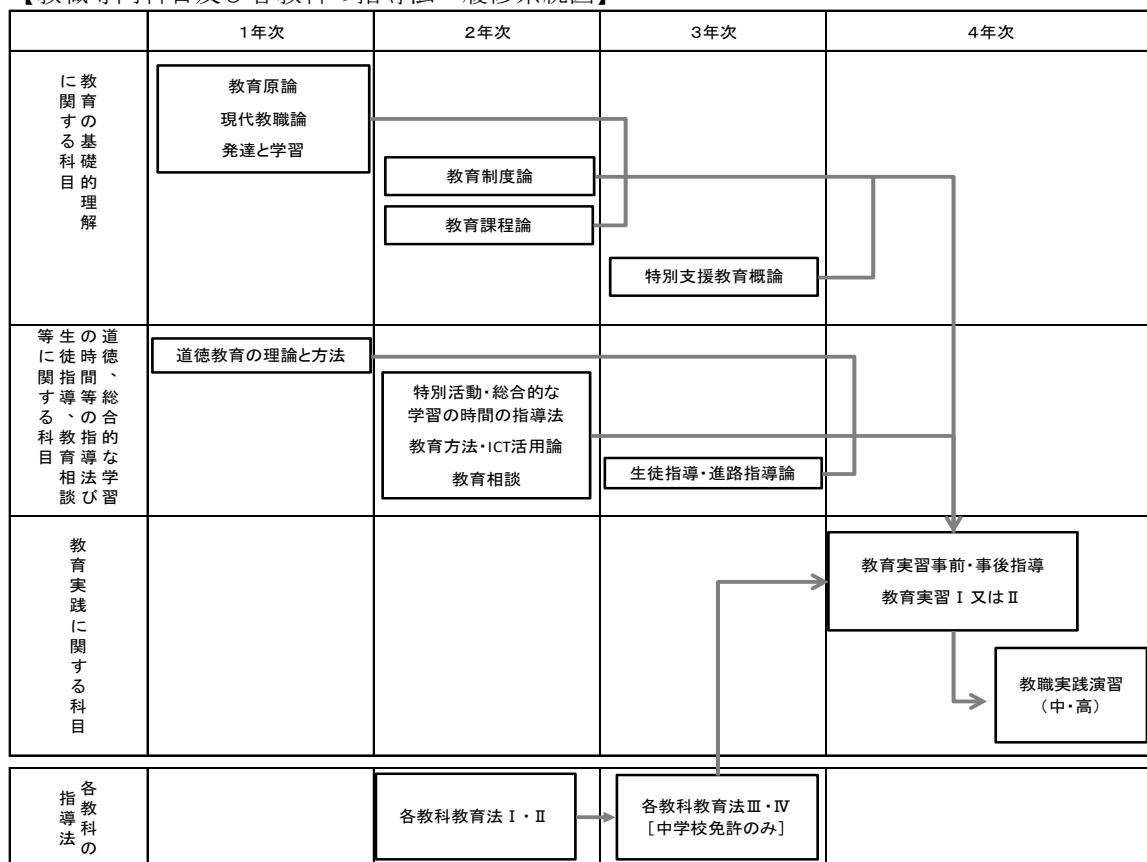 【教職専門科目及び各教科の指導法 履修系統図】
1年次
2年次
3年次
4年次
教育の基礎的理解
に関する科目
教育原論
現代教職論
発達と学習
教育制度論
教育課程論
特別支援教育概論
道徳、総合的な学習
の時間等の指導法び
生徒指導、教育相談
等に関する科目
道徳教育の理論と方法
特別活動・総合的な
学習の時間の指導法
教育方法・ICT活用論
教育相談
生徒指導・進路指導論
教育実践に関する科目
教育実習事前・事後指導
教育実習Ⅰ又はⅡ
教職実践演習
（中・高）
各教科の
指導法
各教科教育法Ⅰ・Ⅱ
各教科教育法Ⅲ・Ⅳ
［中学校免許のみ］